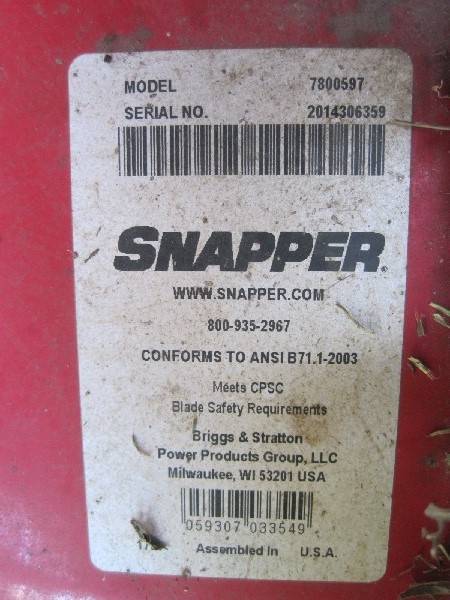 MODEL 7800597
SERIAL NO. 2014306359
SNAPPER®
WWW.SNAPPER.COM
800-935-2967
CONFORMS TO ANSI B71.1-2003
Meets CPSC
Blade Safety Requirements
Briggs & Stratton
Power Products Group, LLC
Milwaukee, WI 53201 USA
059307 033549
Assembled In U.S.A.